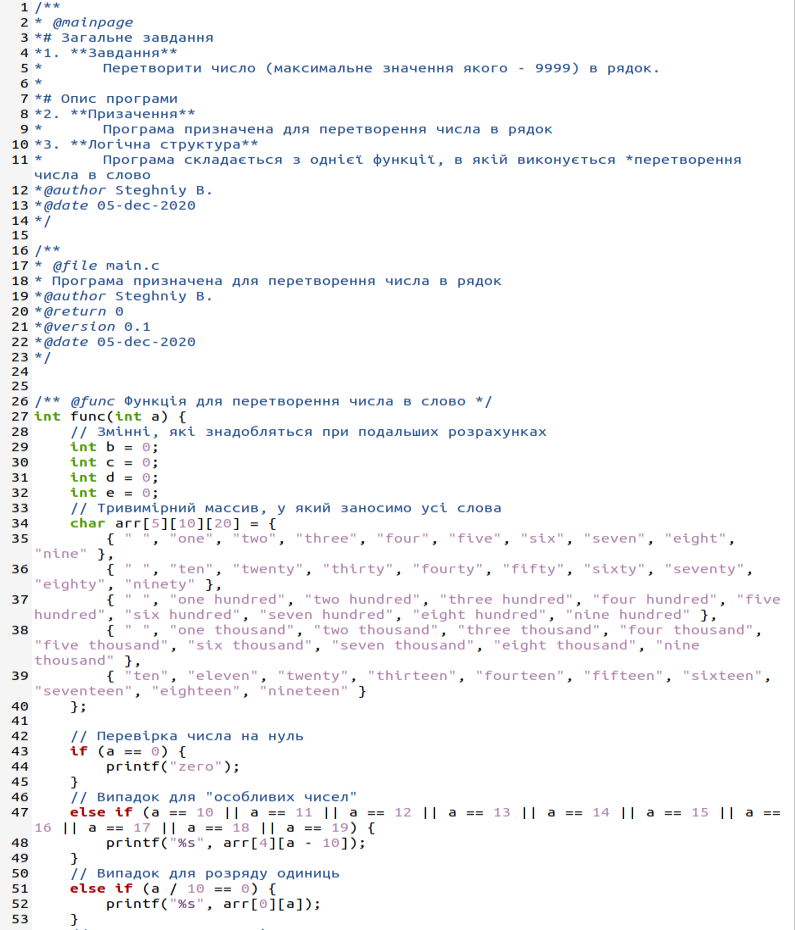 1 /**
2 * @mainpage
3 *# Загальне завдання
4 *1. **Завдання**
5 *       Перетворити число (максимальне значення якого - 9999) в рядок.
6 *
7 *# Опис програми
8 *2. **Призачення**
9 *       Програма призначена для перетворення числа в рядок
10 *3. **Логічна структура**
11 *       Програма складається з однієї функції, в якій виконується *перетворення
числа в слово
12 *@author Steghniy B.
13 *@date 05-dec-2020
14 */
15
16 /**
17 * @file main.c
18 * Програма призначена для перетворення числа в рядок
19 *@author Steghniy B.
20 *@return 0
21 *@version 0.1
22 *@date 05-dec-2020
23 */
24
25
26 /** @func Функція для перетворення числа в слово */
27 int func(int a) {
28     // Змінні, які знадобляться при подальших розрахунках
29     int b = 0;
30     int c = 0;
31     int d = 0;
32     int e = 0;
33     // Тривимірний массив, у який заносимо усі слова
34     char arr[5][10][20] = {
35         { " ", "one", "two", "three", "four", "five", "six", "seven", "eight",
"nine" },
36         { " ", "ten", "twenty", "thirty", "fourty", "fifty", "sixty", "seventy",
"eighty", "ninety" },
37         { " ", "one hundred", "two hundred", "three hundred", "four hundred", "five
hundred", "six hundred", "seven hundred", "eight hundred", "nine hundred" },
38         { " ", "one thousand", "two thousand", "three thousand", "four thousand",
"five thousand", "six thousand", "seven thousand", "eight thousand", "nine
thousand" },
39         { "ten", "eleven", "twenty", "thirteen", "fourteen", "fifteen", "sixteen",
"seventeen", "eighteen", "nineteen" }
40     };
41
42     // Перевірка числа на нуль
43     if (a == 0) {
44         printf("zero");
45     }
46     // Випадок для "особливих чисел"
47     else if (a == 10 || a == 11 || a == 12 || a == 13 || a == 14 || a == 15 || a ==
16 || a == 17 || a == 18 || a == 19) {
48         printf("%s", arr[4][a - 10]);
49     }
50     // Випадок для розряду одиниць
51     else if (a / 10 == 0) {
52         printf("%s", arr[0][a]);
53     }